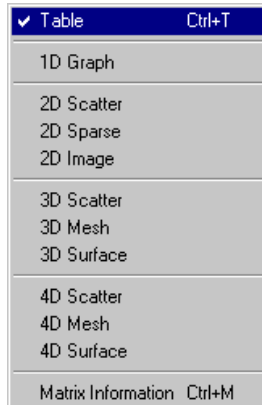 Table Ctrl+T
1D Graph
2D Scatter
2D Sparse
2D Image
3D Scatter
3D Mesh
3D Surface
4D Scatter
4D Mesh
4D Surface
Matrix Information Ctrl+M